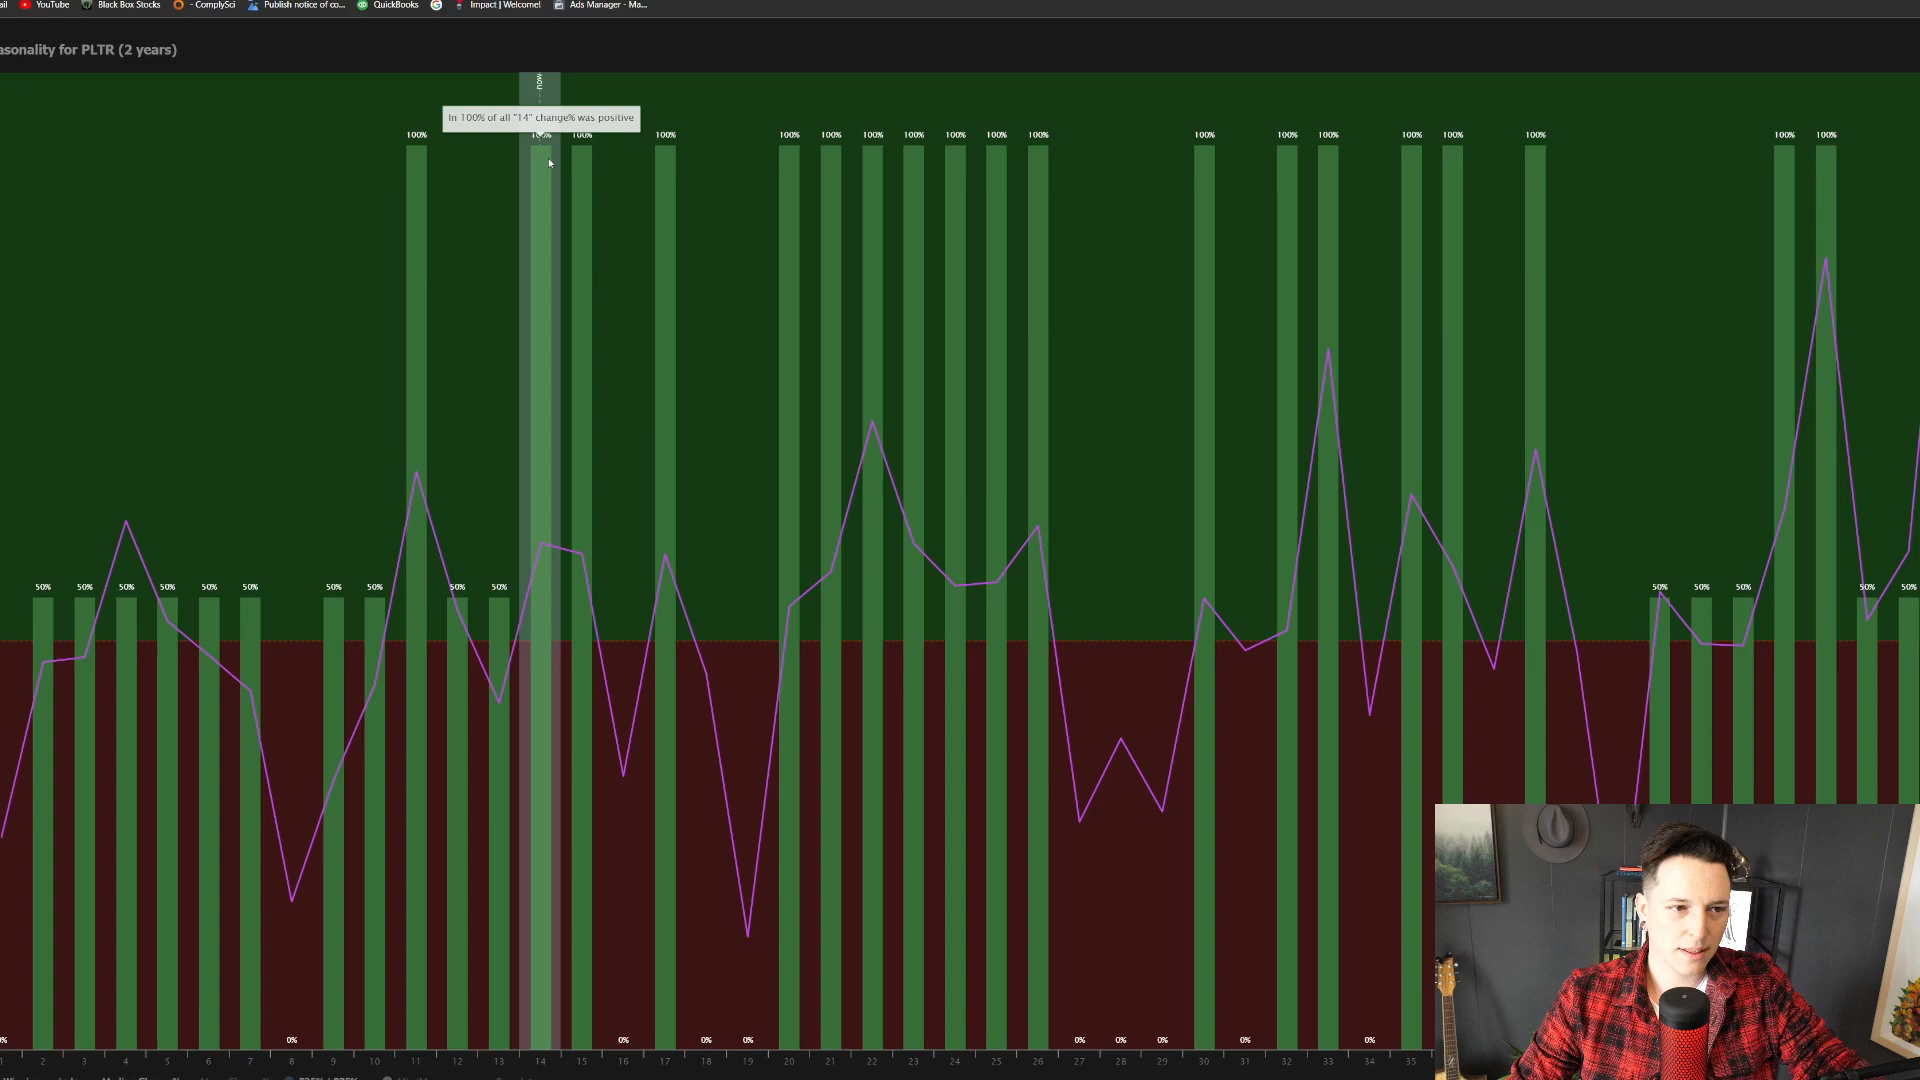 ail YouTube Black Box Stocks - ComplySci Publish notice of co... QuickBooks Impact | Welcome! Ads Manager - Ma...
asonality for PLTR (2 years)
now
In 100% of all "14" change% was positive
100% 100% 100% 100% 100% 100% 100% 100% 100% 100% 100% 100% 100% 100% 100% 100% 100% 100% 100%
50% 50% 50% 50% 50% 50% 50% 50% 50% 50% 50% 50% 50% 50% 50%
0% 0% 0% 0% 0% 0% 0% 0% 0% 0%
1 2 3 4 5 6 7 8 9 10 11 12 13 14 15 16 17 18 19 20 21 22 23 24 25 26 27 28 29 30 31 32 33 34 35